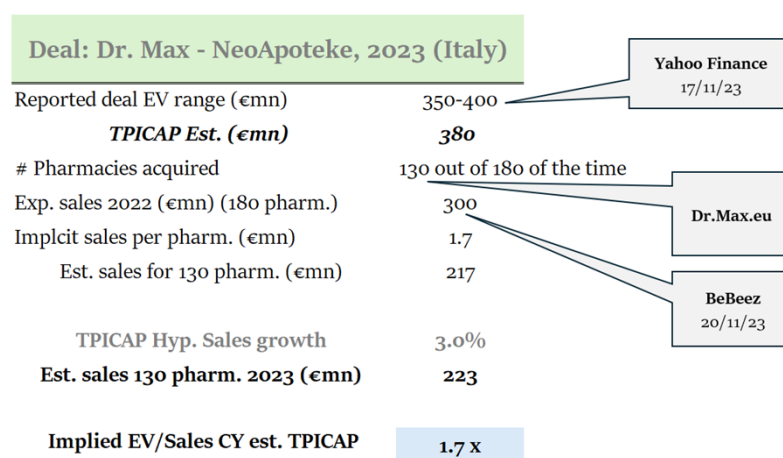 Deal: Dr. Max - NeoApoteke, 2023 (Italy)
Yahoo Finance
17/11/23
Reported deal EV range (€mn) 350-400
TPICAP Est. (€mn) 380
# Pharmacies acquired 130 out of 180 of the time
Exp. sales 2022 (€mn) (180 pharm.) 300
Dr.Max.eu
Implcit sales per pharm. (€mn) 1.7
Est. sales for 130 pharm. (€mn) 217
BeBeez
20/11/23
TPICAP Hyp. Sales growth 3.0%
Est. sales 130 pharm. 2023 (€mn) 223
Implied EV/Sales CY est. TPICAP 1.7 x